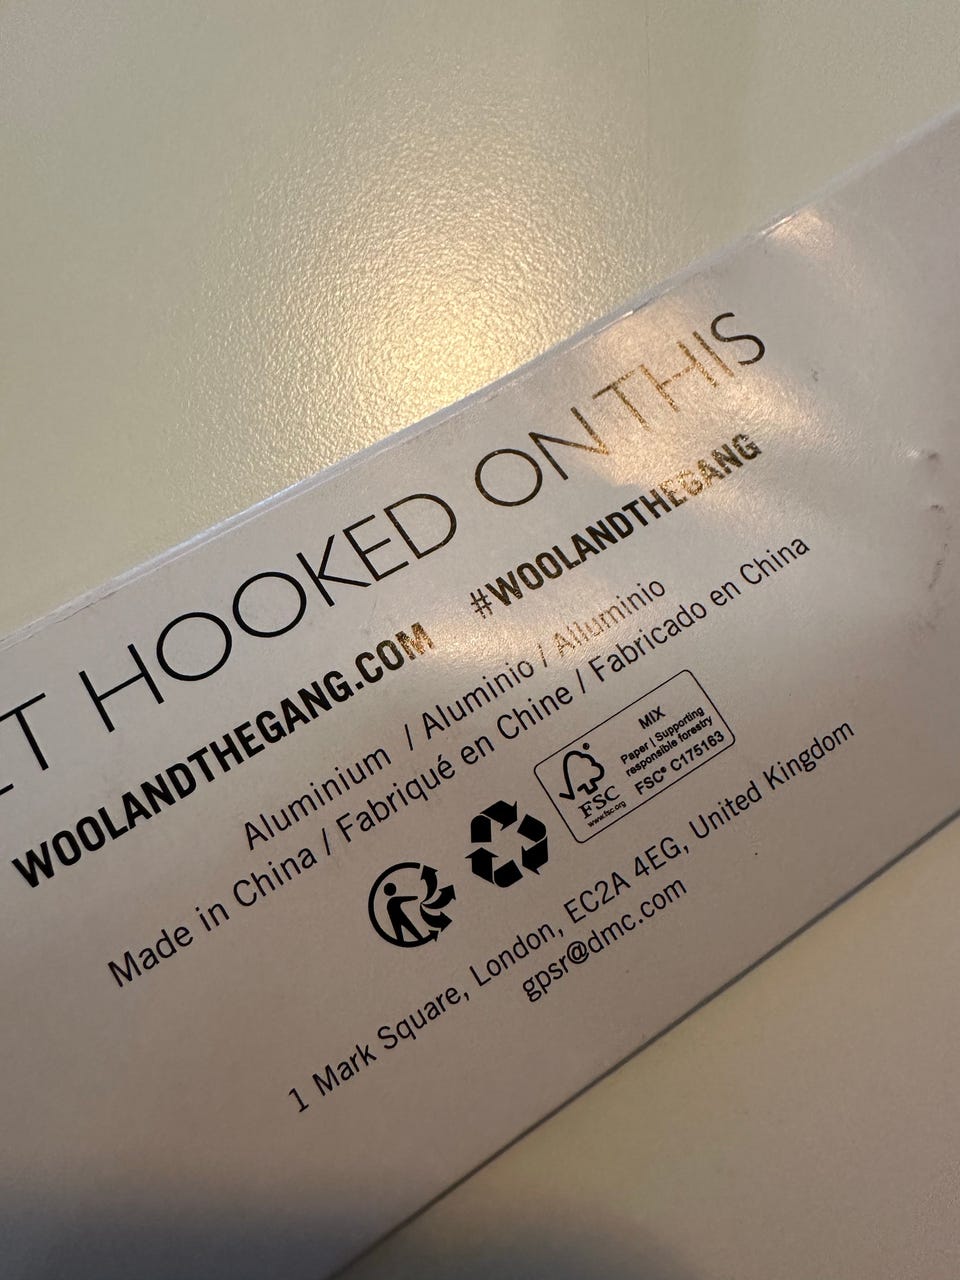 T HOOKED ON THIS
WOOLANDTHEGANG.COM #WOOLANDTHEGANG
Aluminium / Aluminio / Alluminio
Made in China / Fabriqué en Chine / Fabricado en China
MIX
Paper | Supporting
responsible forestry
FSC® C175163
FSC
www.fsc.org
1 Mark Square, London, EC2A 4EG, United Kingdom
gpsr@dmc.com